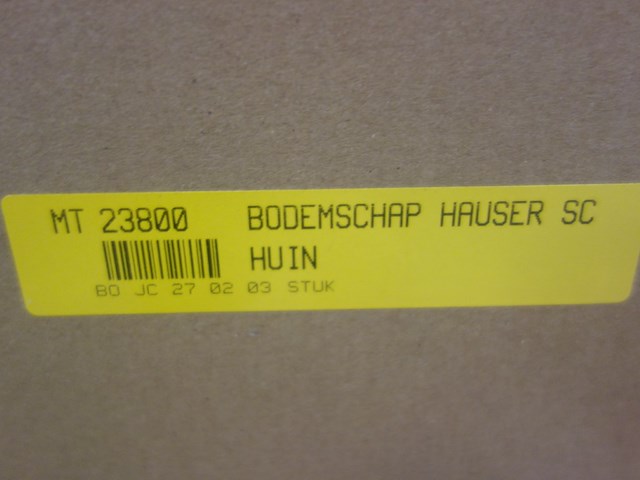 MT 23800 BODEMSCHAP HAUSER SC
HUIN
BO JC 27 02 03 STUK